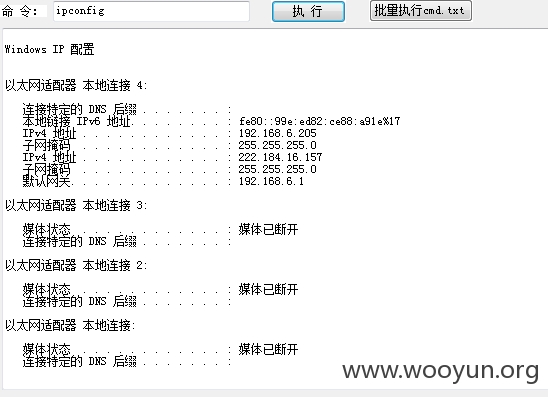 命 令： ipconfig 执 行 批量执行cmd.txt
Windows IP 配置
以太网适配器 本地连接 4:
连接特定的 DNS 后缀 . . . . . . . :
本地链接 IPv6 地址. . . . . . . . : fe80::99e:ed82:ce88:a91e%17
IPv4 地址 . . . . . . . . . . . . : 192.168.6.205
子网掩码 . . . . . . . . . . . . : 255.255.255.0
IPv4 地址 . . . . . . . . . . . . : 222.184.16.157
子网掩码 . . . . . . . . . . . . : 255.255.255.0
默认网关. . . . . . . . . . . . . : 192.168.6.1
以太网适配器 本地连接 3:
媒体状态 . . . . . . . . . . . . : 媒体已断开
连接特定的 DNS 后缀 . . . . . . . :
以太网适配器 本地连接 2:
媒体状态 . . . . . . . . . . . . : 媒体已断开
连接特定的 DNS 后缀 . . . . . . . :
以太网适配器 本地连接:
媒体状态 . . . . . . . . . . . . : 媒体已断开
连接特定的 DNS 后缀 . . . . . . . :
www.wooyun.org